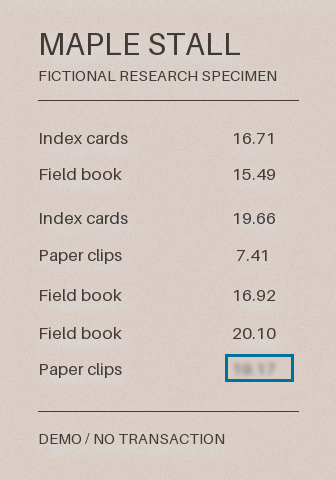 MAPLE STALL
FICTIONAL RESEARCH SPECIMEN
Index cards 16.71
Field book 15.49
Index cards 19.66
Paper clips 7.41
Field book 16.92
Field book 20.10
Paper clips
DEMO / NO TRANSACTION